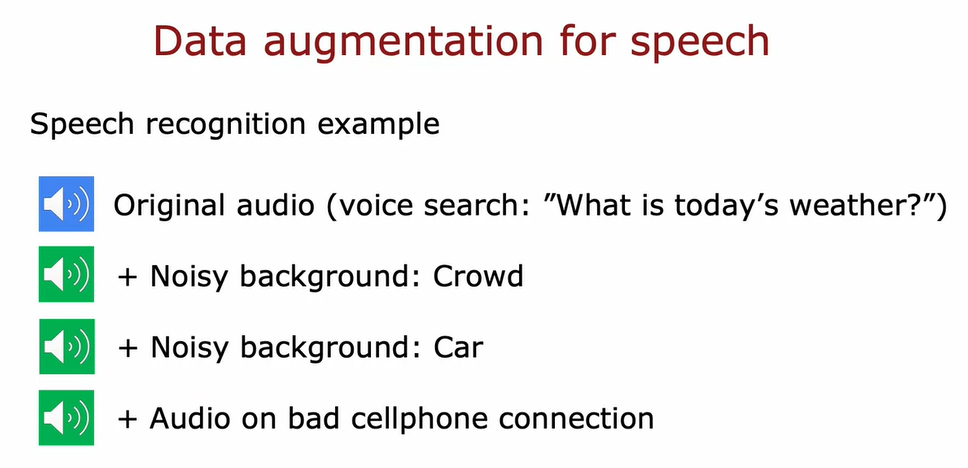 Data augmentation for speech
Speech recognition example
Original audio (voice search: ”What is today’s weather?”)
+ Noisy background: Crowd
+ Noisy background: Car
+ Audio on bad cellphone connection